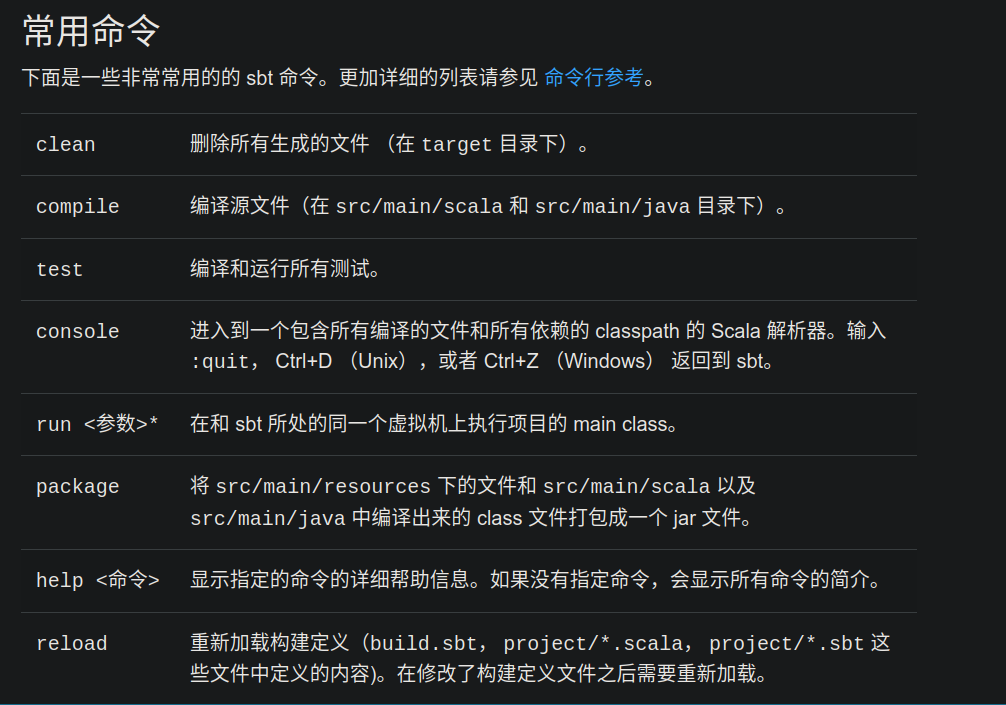 常用命令
下面是一些非常常用的的 sbt 命令。更加详细的列表请参见 命令行参考。
clean 删除所有生成的文件 （在 target 目录下）。
compile 编译源文件（在 src/main/scala 和 src/main/java 目录下）。
test 编译和运行所有测试。
console 进入到一个包含所有编译的文件和所有依赖的 classpath 的 Scala 解析器。输入
:quit， Ctrl+D （Unix），或者 Ctrl+Z （Windows） 返回到 sbt。
run <参数>* 在和 sbt 所处的同一个虚拟机上执行项目的 main class。
package 将 src/main/resources 下的文件和 src/main/scala 以及
src/main/java 中编译出来的 class 文件打包成一个 jar 文件。
help <命令> 显示指定的命令的详细帮助信息。如果没有指定命令，会显示所有命令的简介。
reload 重新加载构建定义（build.sbt， project/*.scala， project/*.sbt 这
些文件中定义的内容)。在修改了构建定义文件之后需要重新加载。